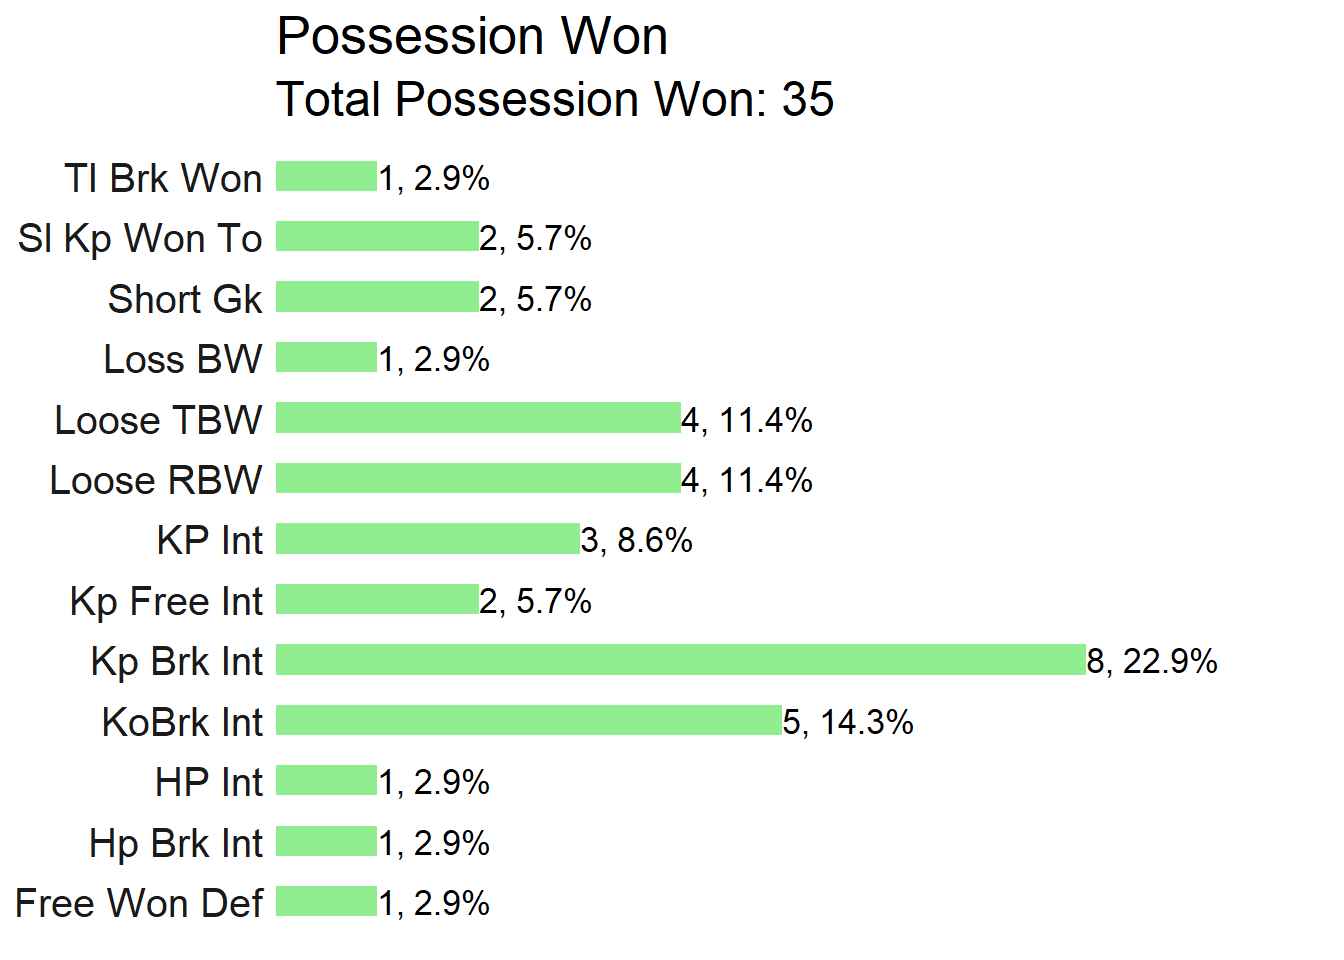 Possession Won
Total Possession Won: 35
Tl Brk Won 1, 2.9%
Sl Kp Won To 2, 5.7%
Short Gk 2, 5.7%
Loss BW 1, 2.9%
Loose TBW 4, 11.4%
Loose RBW 4, 11.4%
KP Int 3, 8.6%
Kp Free Int 2, 5.7%
Kp Brk Int 8, 22.9%
KoBrk Int 5, 14.3%
HP Int 1, 2.9%
Hp Brk Int 1, 2.9%
Free Won Def 1, 2.9%